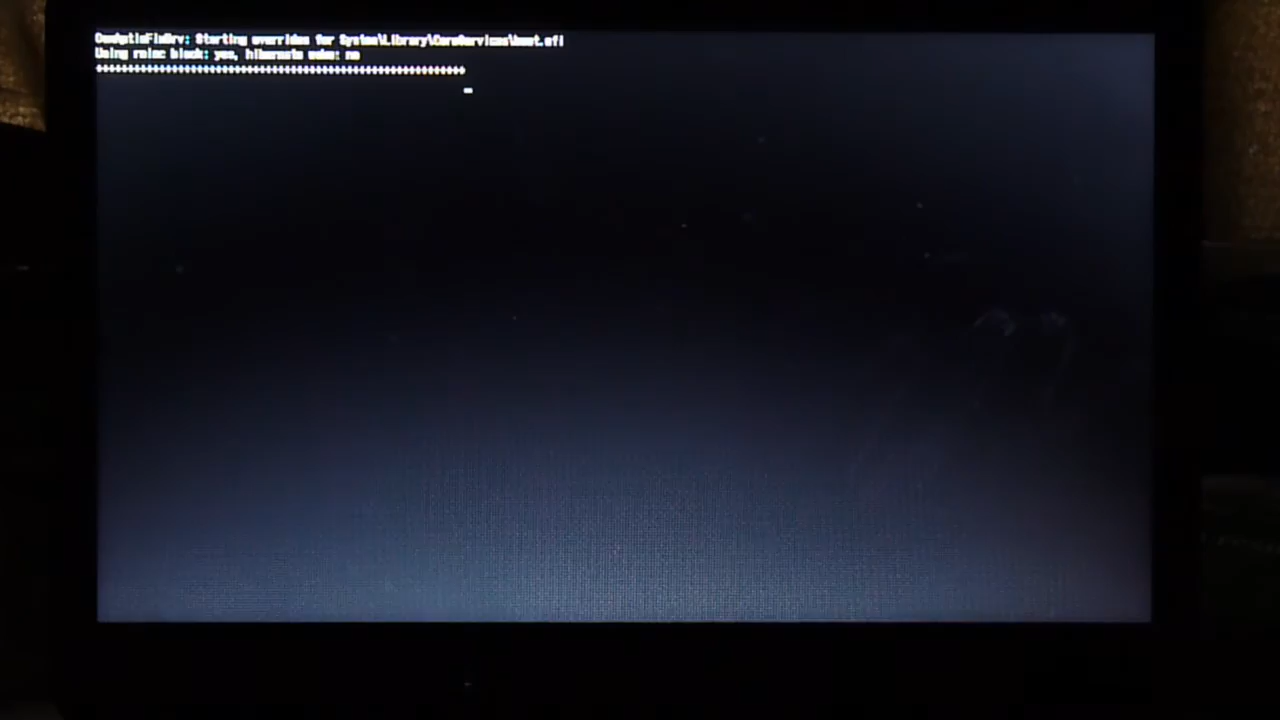 OsxAptioFixDrv: Starting overrides for System\Library\CoreServices\boot.efi
Using reloc block: yes, hibernate wake: no
++++++++++++++++++++++++++++++++++++++++++++++++++++++++++